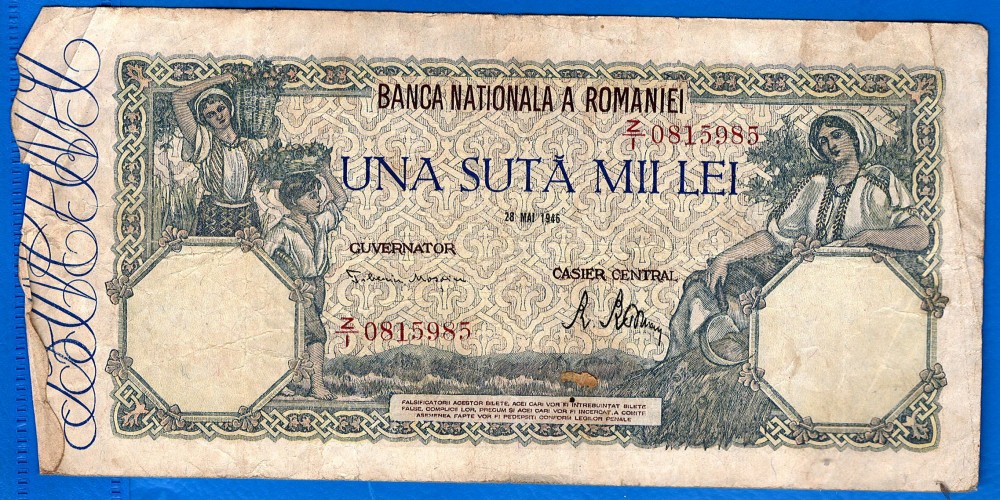 BANCA NATIONALA A ROMANIEI
Z/1 0815985
UNA SUTĂ MII LEI
28 MAI 1946
GUVERNATOR
CASIER CENTRAL
Z/1 0815985
FALSIFICATORII ACESTOR BILETE, ACEI CARI VOR FI INTREBUINTAT BILETE
FALSE, COMPLICII LOR, PRECUM ȘI ACEI CARI VOR FI INCERCAT, A COMITE
ASEMENEA FAPTE VOR FI PEDEPSIȚI CONFORM LEGILOR PENALE